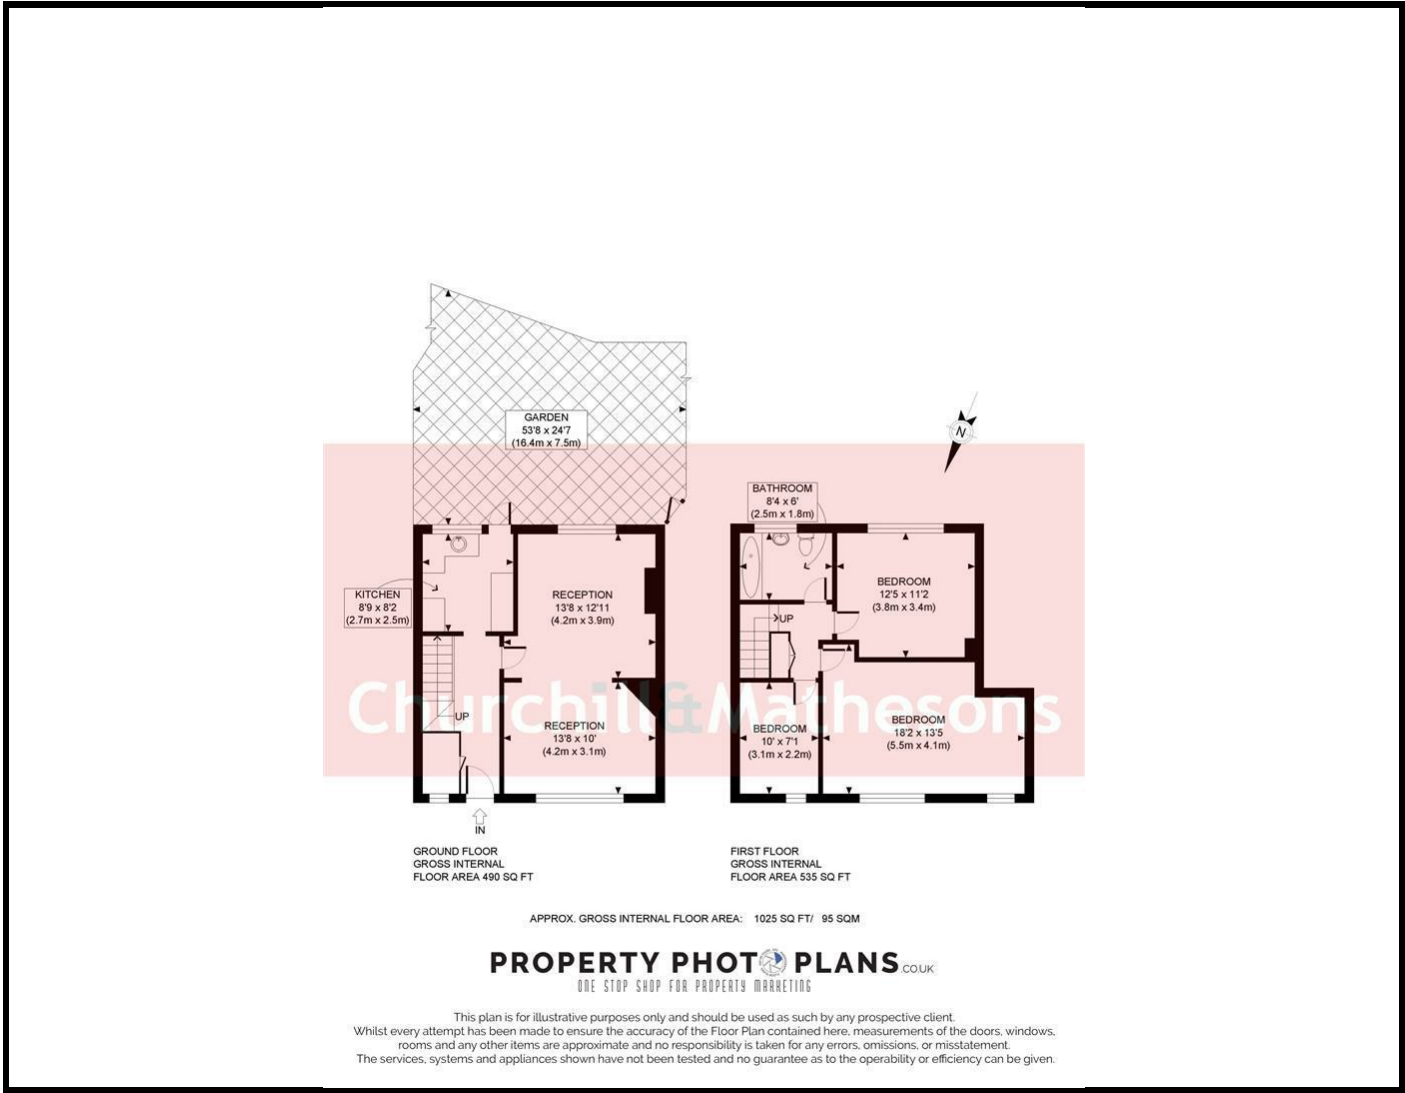 GARDEN
53'8 x 24'7
(16.4m x 7.5m)
N
BATHROOM
8'4 x 6'
(2.5m x 1.8m)
KITCHEN
8'9 x 8'2
(2.7m x 2.5m)
RECEPTION
13'8 x 12'11
(4.2m x 3.9m)
BEDROOM
12'5 x 11'2
(3.8m x 3.4m)
UP
UP
Churchill&Mathesons
RECEPTION
13'8 x 10'
(4.2m x 3.1m)
BEDROOM
10' x 7'1
(3.1m x 2.2m)
BEDROOM
18'2 x 13'5
(5.5m x 4.1m)
IN
GROUND FLOOR
GROSS INTERNAL
FLOOR AREA 490 SQ FT
FIRST FLOOR
GROSS INTERNAL
FLOOR AREA 535 SQ FT
APPROX. GROSS INTERNAL FLOOR AREA: 1025 SQ FT/ 95 SQM
PROPERTY PHOTO PLANS.CO.UK
ONE STOP SHOP FOR PROPERTY MARKETING
This plan is for illustrative purposes only and should be used as such by any prospective client.
Whilst every attempt has been made to ensure the accuracy of the Floor Plan contained here, measurements of the doors, windows,
rooms and any other items are approximate and no responsibility is taken for any errors, omissions, or misstatement.
The services, systems and appliances shown have not been tested and no guarantee as to the operability or efficiency can be given.